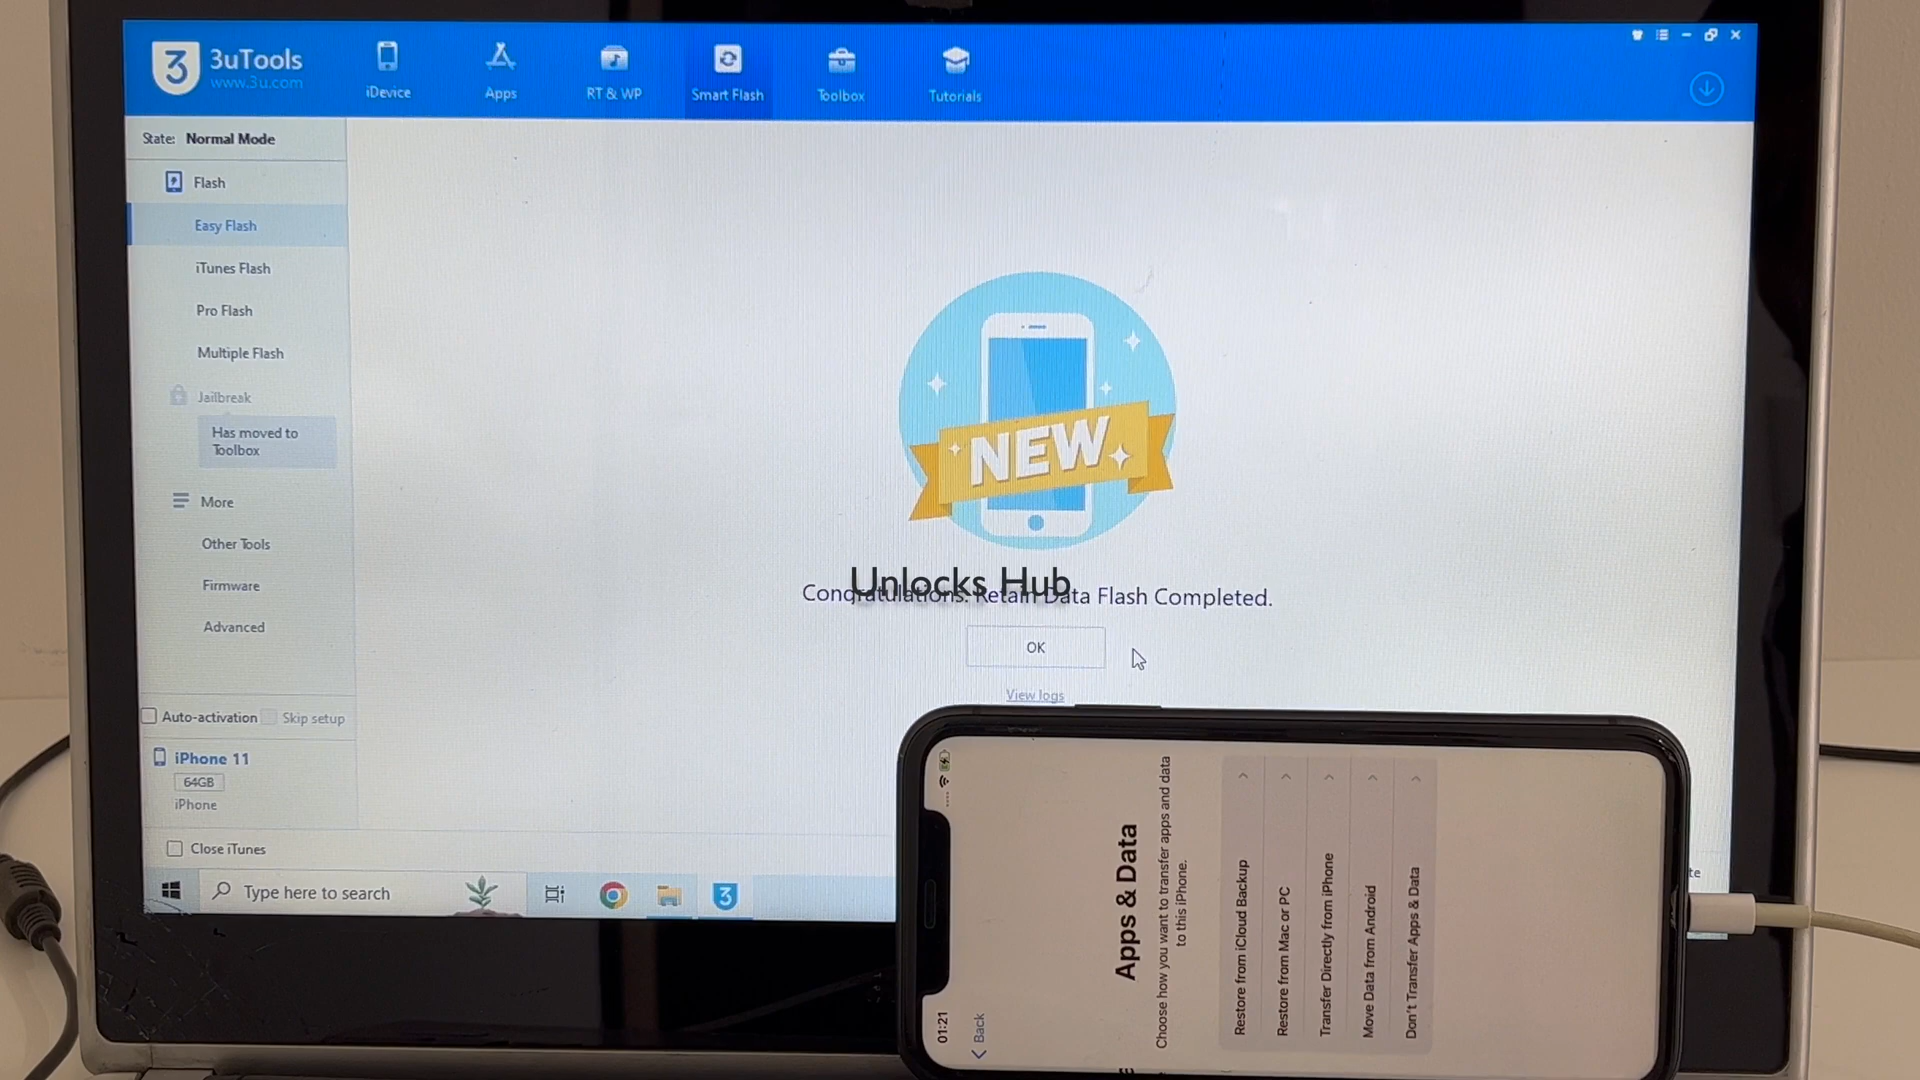 3uTools
www.3u.com
iDevice
Apps
RT & WP
Smart Flash
Toolbox
Tutorials
State: Normal Mode
Flash
Easy Flash
iTunes Flash
Pro Flash
Multiple Flash
Jailbreak
Has moved to
Toolbox
More
Other Tools
Firmware
Advanced
Auto-activation
Skip setup
iPhone 11
64GB
iPhone
Close iTunes
NEW
Unlocks Hub
Congratulations! Retain Data Flash Completed.
OK
View logs
Type here to search
3
01:21
Back
Apps & Data
Choose how you want to transfer apps and data
to this iPhone.
Restore from iCloud Backup
Restore from Mac or PC
Transfer Directly from iPhone
Move Data from Android
Don't Transfer Apps & Data